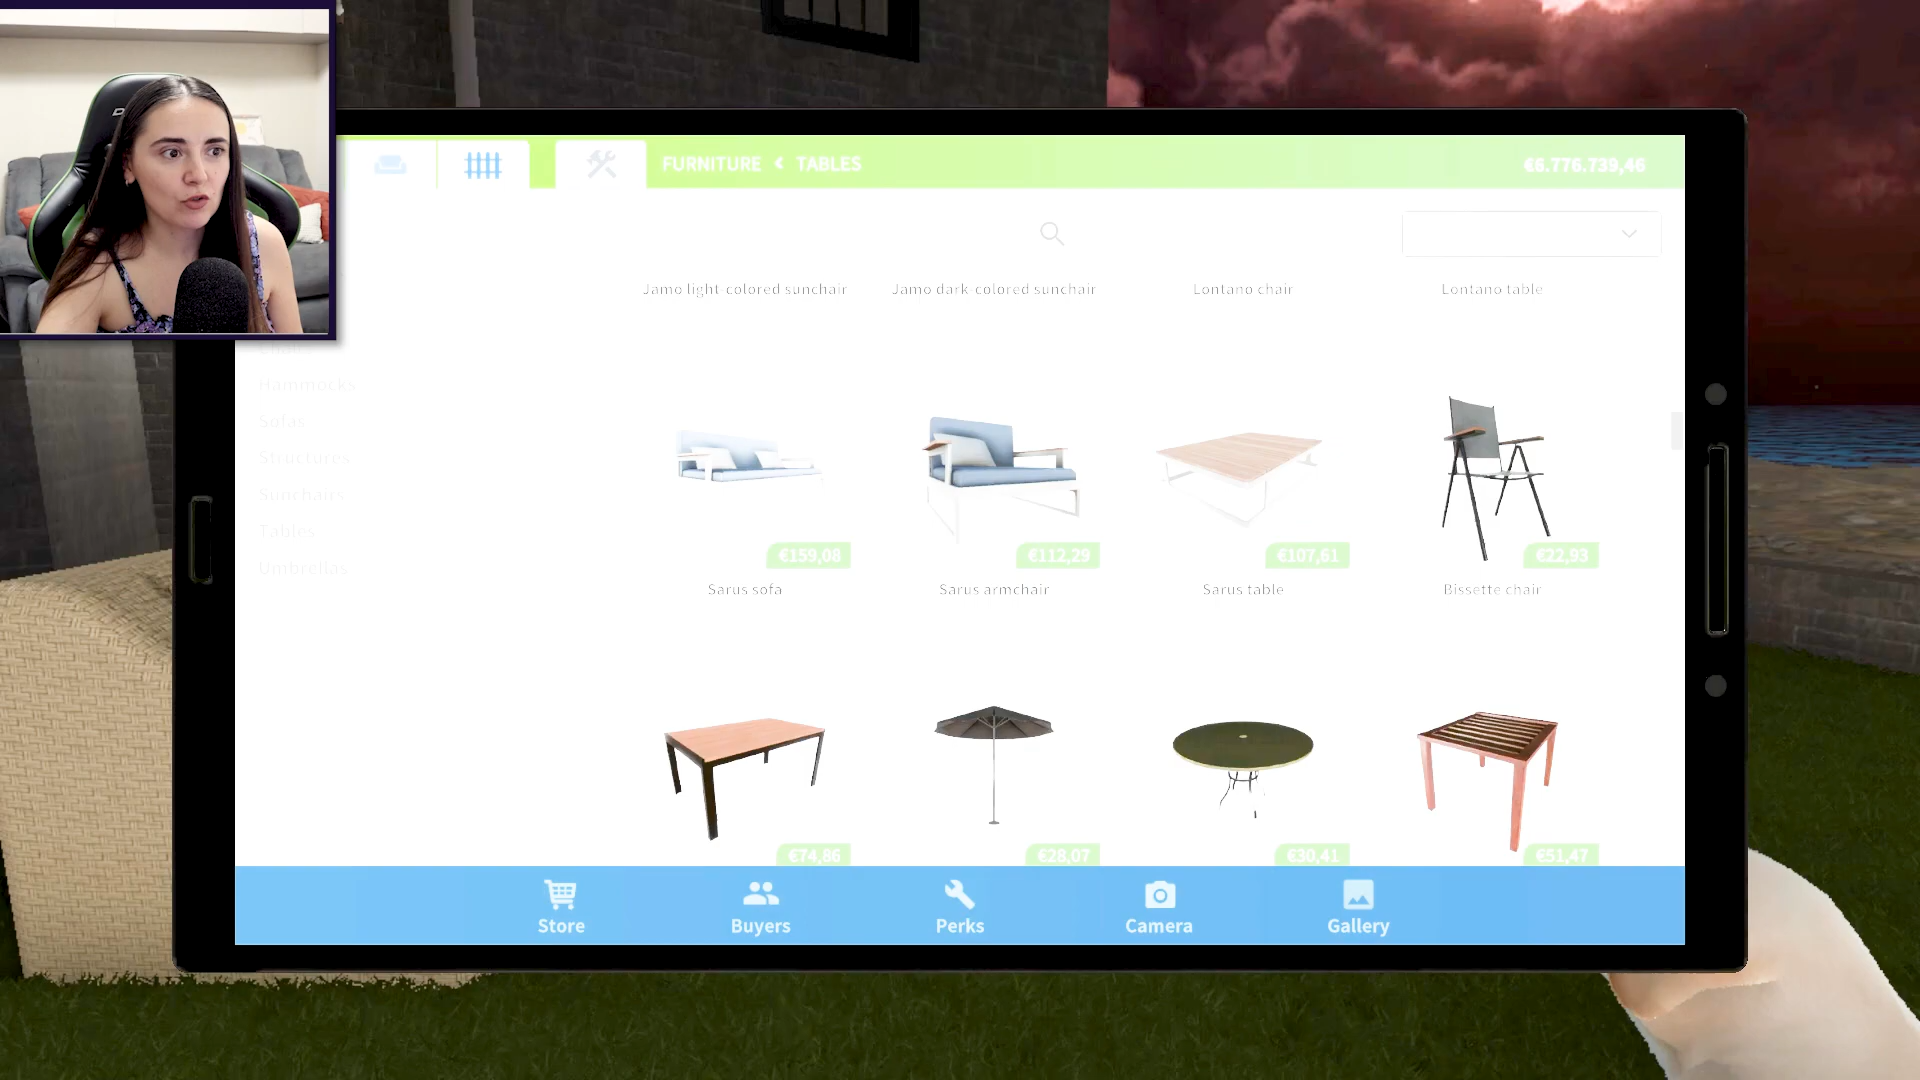 FURNITURE < TABLES
€6.776.739,46
Jamo light-colored sunchair
Jamo dark-colored sunchair
Lontano chair
Lontano table
Hammocks
Sofas
Structures
Sunchairs
Tables
Umbrellas
€159,08
€112,29
€107,61
€22,93
Sarus sofa
Sarus armchair
Sarus table
Bissette chair
€74,86
€28,07
€30,41
€51,47
Store
Buyers
Perks
Camera
Gallery